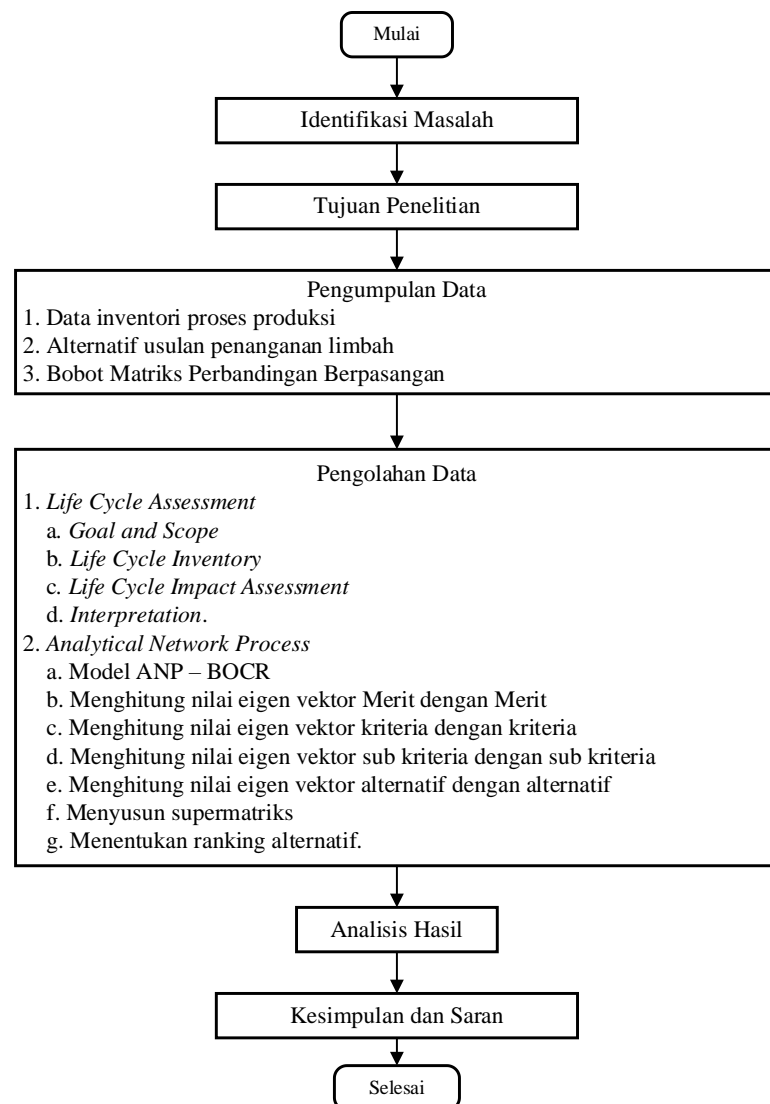 Mulai
Identifikasi Masalah
Tujuan Penelitian
Pengumpulan Data
1. Data inventori proses produksi
2. Alternatif usulan penanganan limbah
3. Bobot Matriks Perbandingan Berpasangan
Pengolahan Data
1. Life Cycle Assessment
a. Goal and Scope
b. Life Cycle Inventory
c. Life Cycle Impact Assessment
d. Interpretation.
2. Analytical Network Process
a. Model ANP – BOCR
b. Menghitung nilai eigen vektor Merit dengan Merit
c. Menghitung nilai eigen vektor kriteria dengan kriteria
d. Menghitung nilai eigen vektor sub kriteria dengan sub kriteria
e. Menghitung nilai eigen vektor alternatif dengan alternatif
f. Menyusun supermatriks
g. Menentukan ranking alternatif.
Analisis Hasil
Kesimpulan dan Saran
Selesai